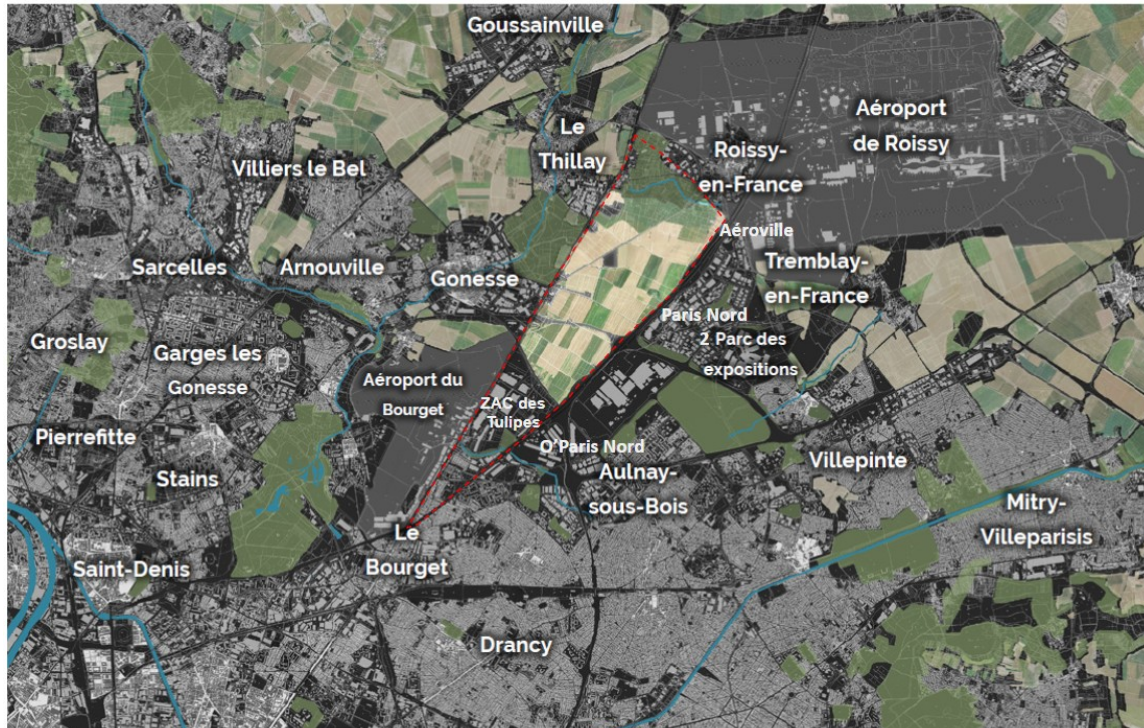 Goussainville
Aéroport
de Roissy
Le
Thillay
Roissy-
en-France
Villiers le Bel
Aéroville
Sarcelles
Arnouville
Gonesse
Tremblay-
en-France
Paris Nord
2 Parc des
expositions
Groslay
Garges les
Gonesse
Aéroport du
Bourget
ZAC des
Tulipes
Pierrefitte
O'Paris Nord
Stains
Aulnay-
sous-Bois
Villepinte
Mitry-
Villeparisis
Le
Bourget
Saint-Denis
Drancy